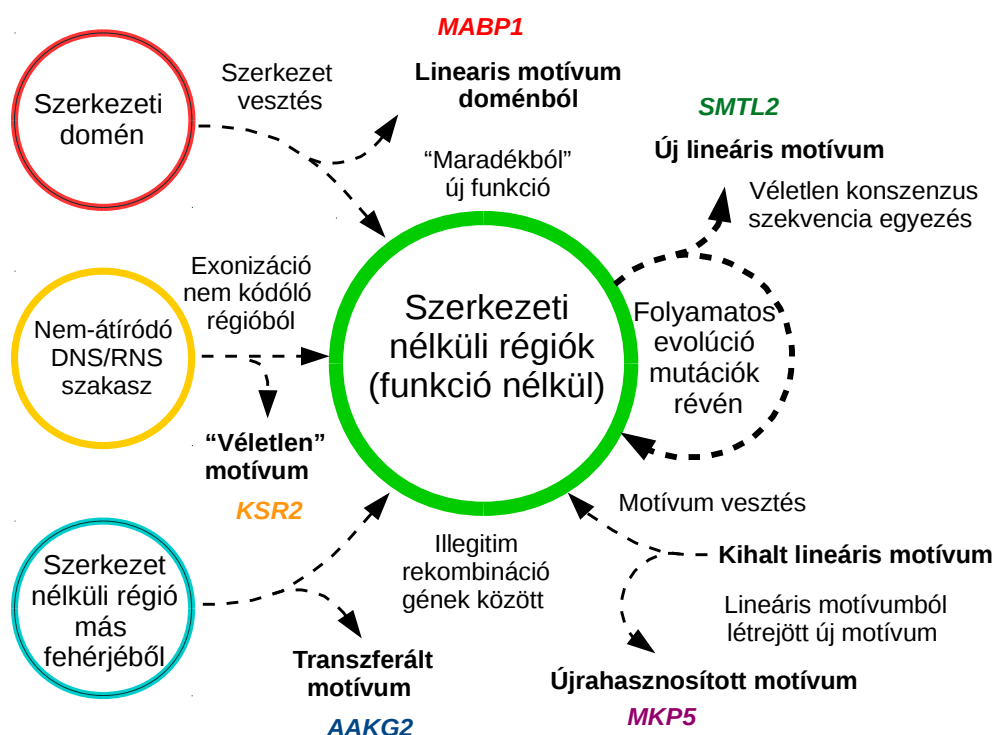 MABP1
Szerkezet
vesztés
Linearis motívum
doménból
Szerkezeti
domén
SMTL2
Új lineáris motívum
“Maradékból”
új funkció
Véletlen konszenzus
szekvencia egyezés
Exonizáció
nem kódóló
régióból
Nem-átíródó
DNS/RNS
szakasz
Szerkezeti
nélküli régiók
(funkció nélkül)
Folyamatos
evolúció
mutációk
révén
“Véletlen”
motívum
KSR2
Motívum vesztés
Szerkezet
nélküli régió
más
fehérjéből
Illegitim
rekombináció
gének között
Kihalt lineáris motívum
Lineáris motívumból
létrejött új motívum
Transzferált
motívum
AAKG2
Újrahasznosított motívum
MKP5